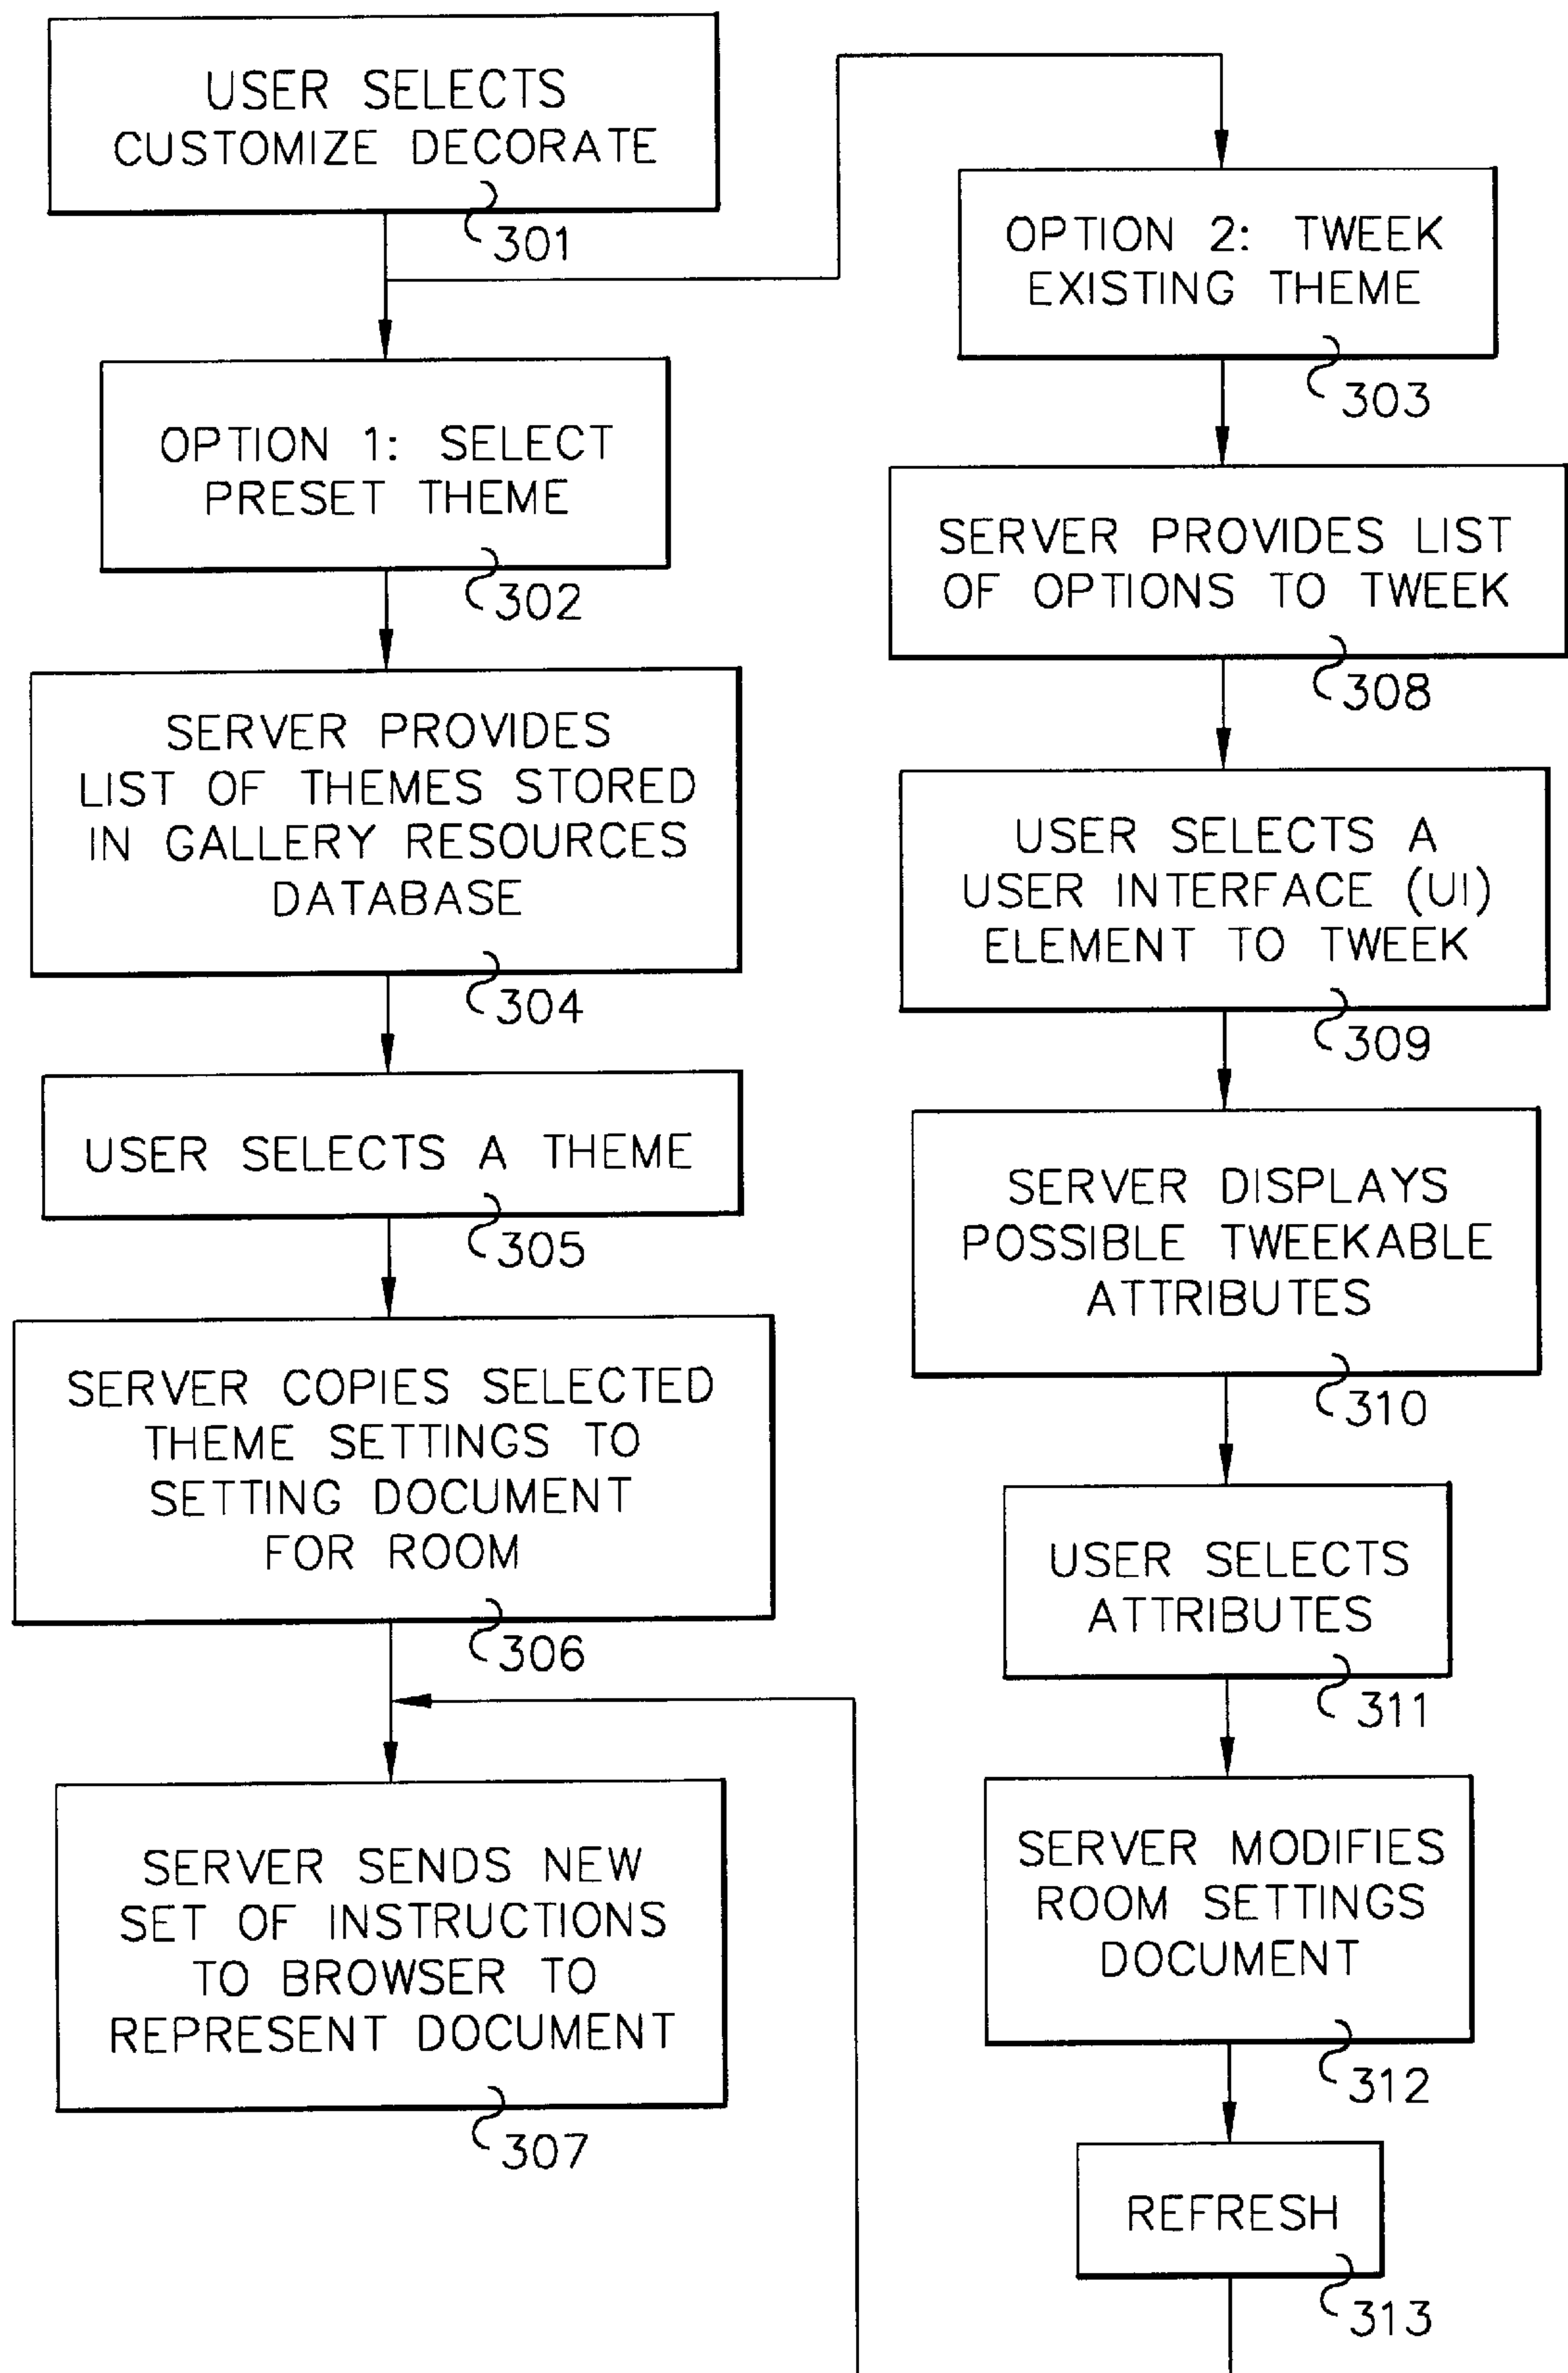 USER SELECTS
CUSTOMIZE DECORATE
301
OPTION 1: SELECT
PRESET THEME
302
SERVER PROVIDES
LIST OF THEMES STORED
IN GALLERY RESOURCES
DATABASE
304
USER SELECTS A THEME
305
SERVER COPIES SELECTED
THEME SETTINGS TO
SETTING DOCUMENT
FOR ROOM
306
SERVER SENDS NEW
SET OF INSTRUCTIONS
TO BROWSER TO
REPRESENT DOCUMENT
307
OPTION 2: TWEEK
EXISTING THEME
303
SERVER PROVIDES LIST
OF OPTIONS TO TWEEK
308
USER SELECTS A
USER INTERFACE (UI)
ELEMENT TO TWEEK
309
SERVER DISPLAYS
POSSIBLE TWEEKABLE
ATTRIBUTES
310
USER SELECTS
ATTRIBUTES
311
SERVER MODIFIES
ROOM SETTINGS
DOCUMENT
312
REFRESH
313